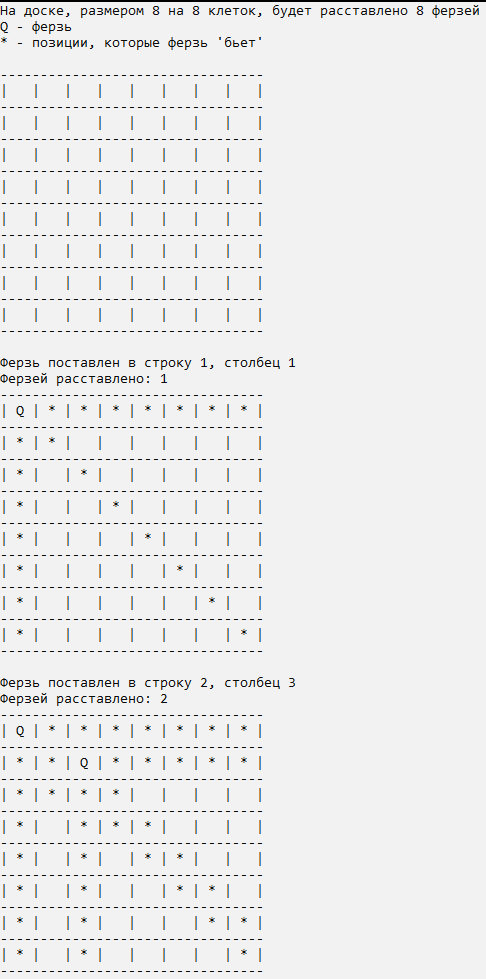 На доске, размером 8 на 8 клеток, будет расставлено 8 ферзей
Q - ферзь
* - позиции, которые ферзь 'бьет'
---------------------------------
|   |   |   |   |   |   |   |   |
---------------------------------
|   |   |   |   |   |   |   |   |
---------------------------------
|   |   |   |   |   |   |   |   |
---------------------------------
|   |   |   |   |   |   |   |   |
---------------------------------
|   |   |   |   |   |   |   |   |
---------------------------------
|   |   |   |   |   |   |   |   |
---------------------------------
|   |   |   |   |   |   |   |   |
---------------------------------
|   |   |   |   |   |   |   |   |
---------------------------------
Ферзь поставлен в строку 1, столбец 1
Ферзей расставлено: 1
---------------------------------
| Q | * | * | * | * | * | * | * |
---------------------------------
| * | * |   |   |   |   |   |   |
---------------------------------
| * |   | * |   |   |   |   |   |
---------------------------------
| * |   |   | * |   |   |   |   |
---------------------------------
| * |   |   |   | * |   |   |   |
---------------------------------
| * |   |   |   |   | * |   |   |
---------------------------------
| * |   |   |   |   |   | * |   |
---------------------------------
| * |   |   |   |   |   |   | * |
---------------------------------
Ферзь поставлен в строку 2, столбец 3
Ферзей расставлено: 2
---------------------------------
| Q | * | * | * | * | * | * | * |
---------------------------------
| * | * | Q | * | * | * | * | * |
---------------------------------
| * | * | * | * |   |   |   |   |
---------------------------------
| * |   | * | * | * |   |   |   |
---------------------------------
| * |   | * |   | * | * |   |   |
---------------------------------
| * |   | * |   |   | * | * |   |
---------------------------------
| * |   | * |   |   |   | * | * |
---------------------------------
| * |   | * |   |   |   |   | * |
---------------------------------